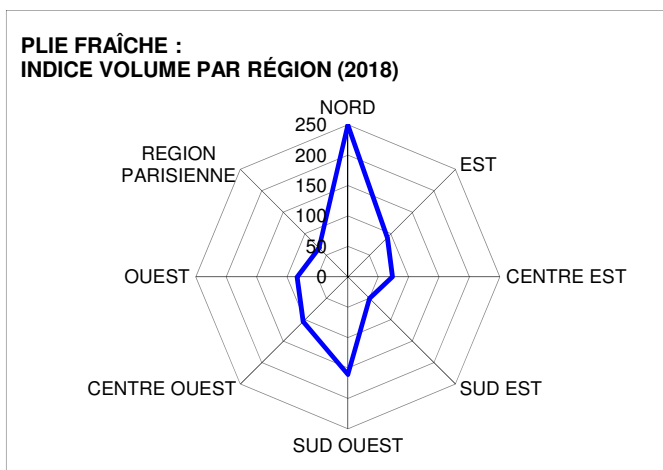 PLIE FRAÎCHE :
INDICE VOLUME PAR RÉGION (2018)
NORD
250
REGION
PARISIENNE
200
EST
150
100
50
OUEST
0
CENTRE EST
CENTRE OUEST
SUD EST
SUD OUEST